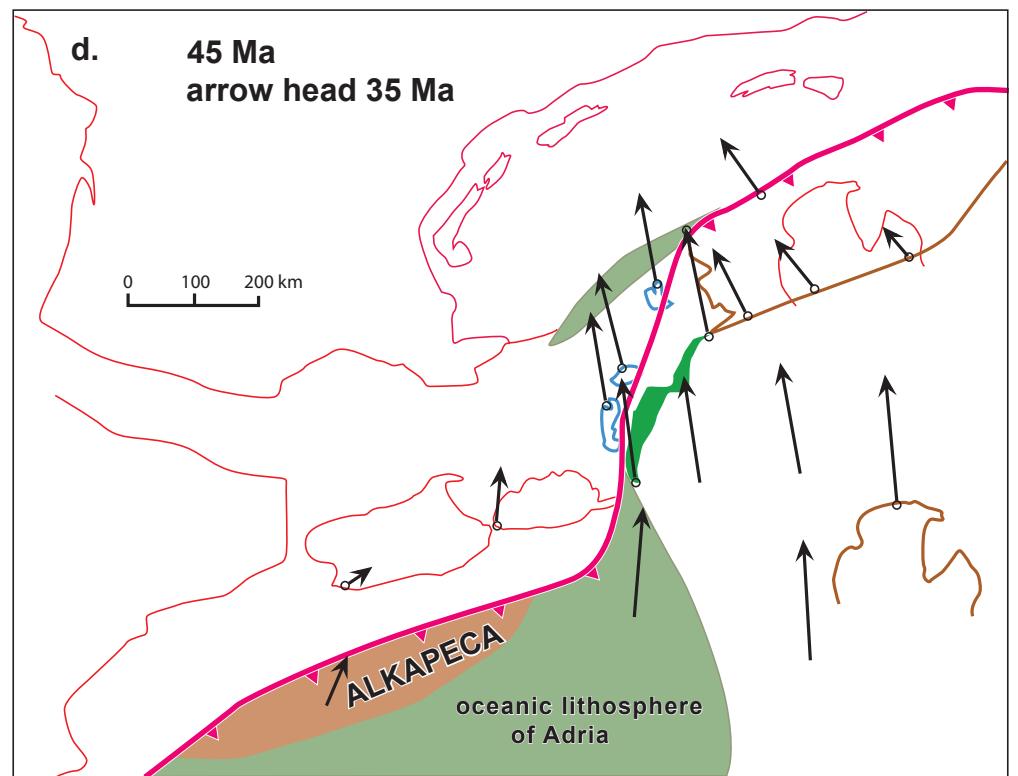 d.
45 Ma
arrow head 35 Ma
0 100 200 km
ALKAPECA
oceanic lithosphere
of Adria